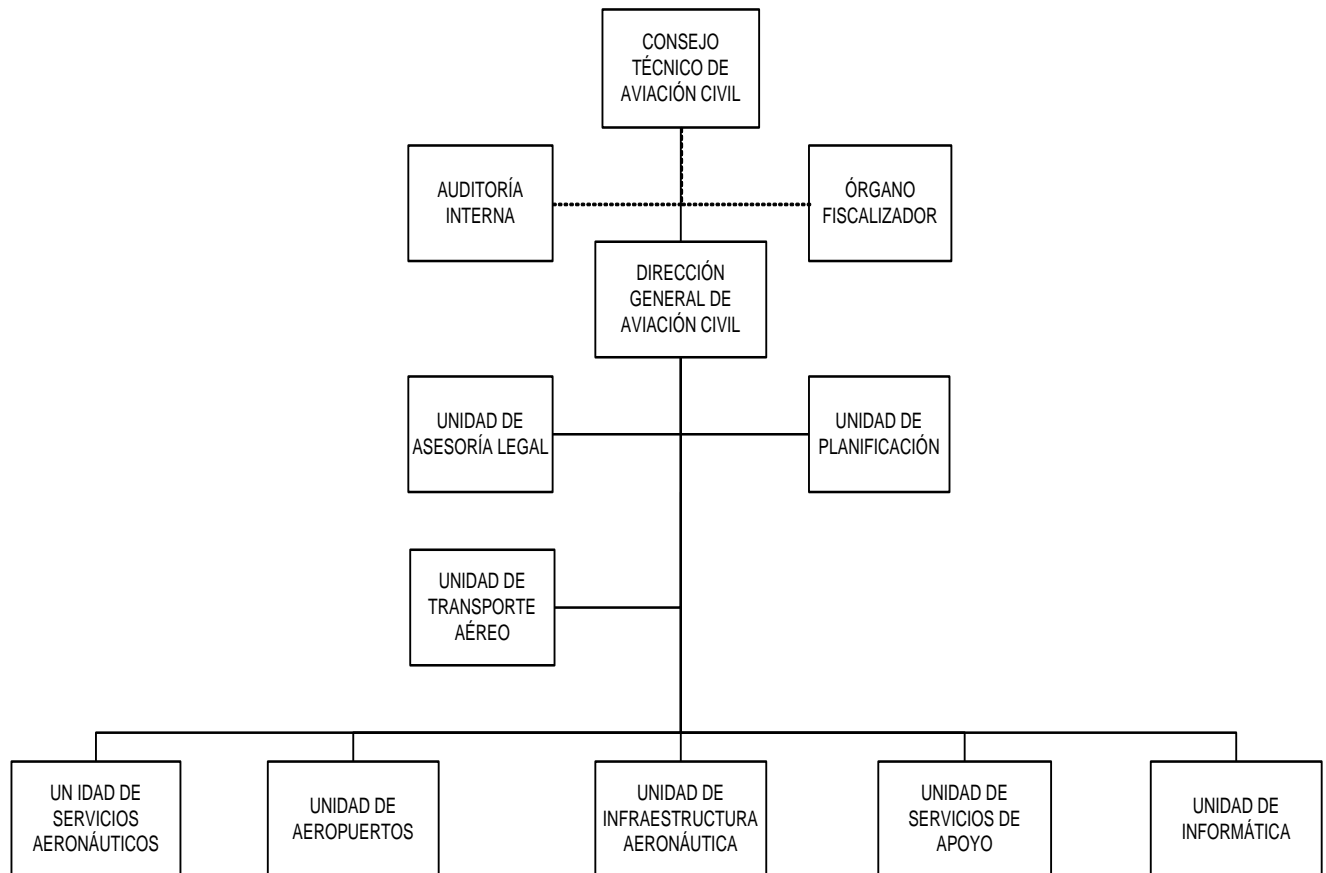 CONSEJO
TÉCNICO DE
AVIACIÓN CIVIL
AUDITORÍA
INTERNA
ÓRGANO
FISCALIZADOR
DIRECCIÓN
GENERAL DE
AVIACIÓN CIVIL
UNIDAD DE
ASESORÍA LEGAL
UNIDAD DE
PLANIFICACIÓN
UNIDAD DE
TRANSPORTE
AÉREO
UN IDAD DE
SERVICIOS
AERONÁUTICOS
UNIDAD DE
AEROPUERTOS
UNIDAD DE
INFRAESTRUCTURA
AERONÁUTICA
UNIDAD DE
SERVICIOS DE
APOYO
UNIDAD DE
INFORMÁTICA